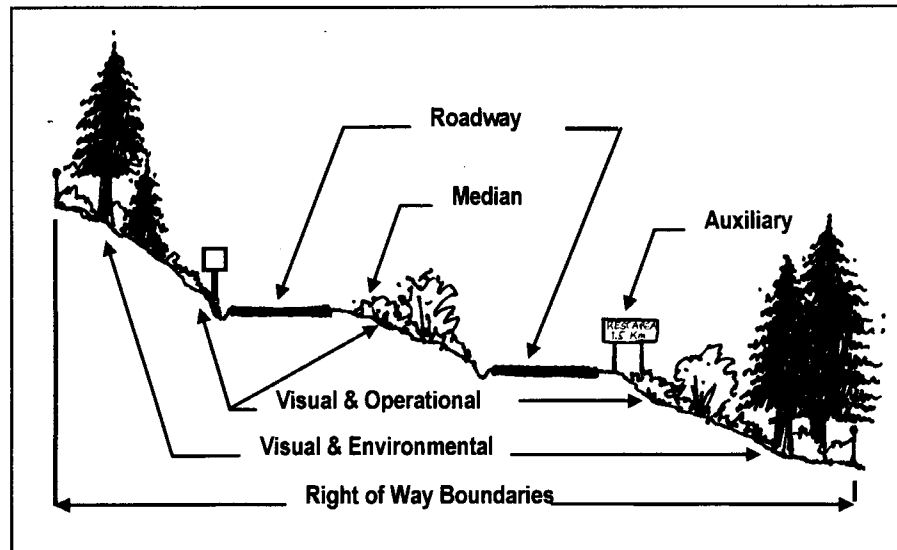 Roadway
Median
Auxiliary
REST AREA
1.5 Km
Visual & Operational
Visual & Environmental
Right of Way Boundaries